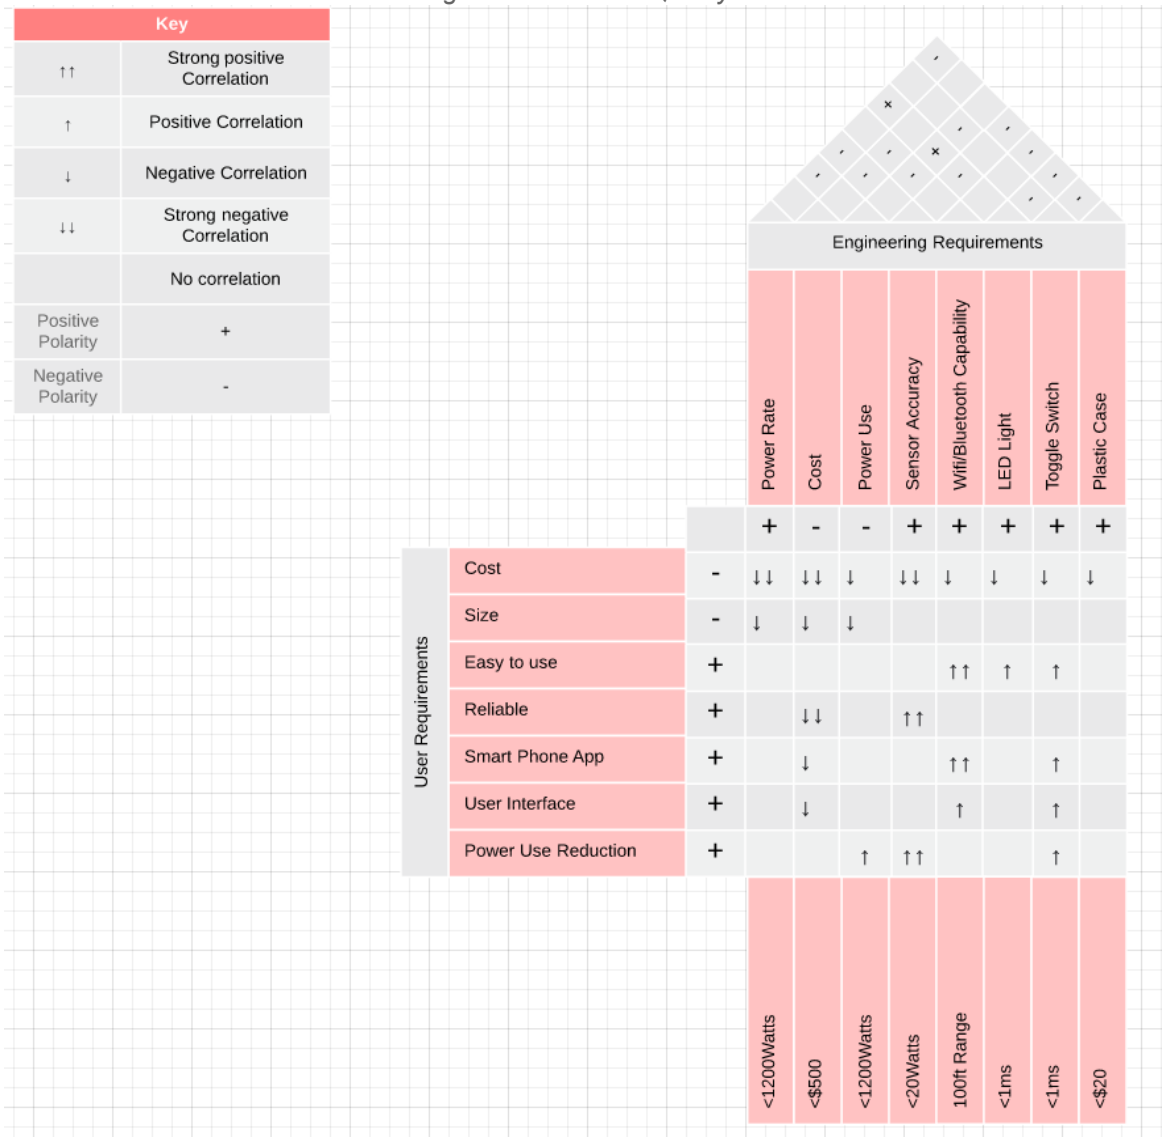 Key
↑↑ Strong positive
Correlation
↑ Positive Correlation
↓ Negative Correlation
↓↓ Strong negative
Correlation
No correlation
Positive
Polarity +
Negative
Polarity -
Engineering Requirements
Power Rate
Cost
Power Use
Sensor Accuracy
Wifi/Bluetooth Capability
LED Light
Toggle Switch
Plastic Case
+ - - + + + + +
User Requirements
Cost - ↓↓ ↓↓ ↓ ↓↓ ↓ ↓ ↓ ↓
Size - ↓ ↓ ↓
Easy to use + ↑↑ ↑ ↑
Reliable + ↓↓ ↑↑
Smart Phone App + ↓ ↑↑ ↑
User Interface + ↓ ↑ ↑
Power Use Reduction + ↑ ↑↑ ↑
<1200Watts
<$500
<1200Watts
<20Watts
100ft Range
<1ms
<1ms
<$20